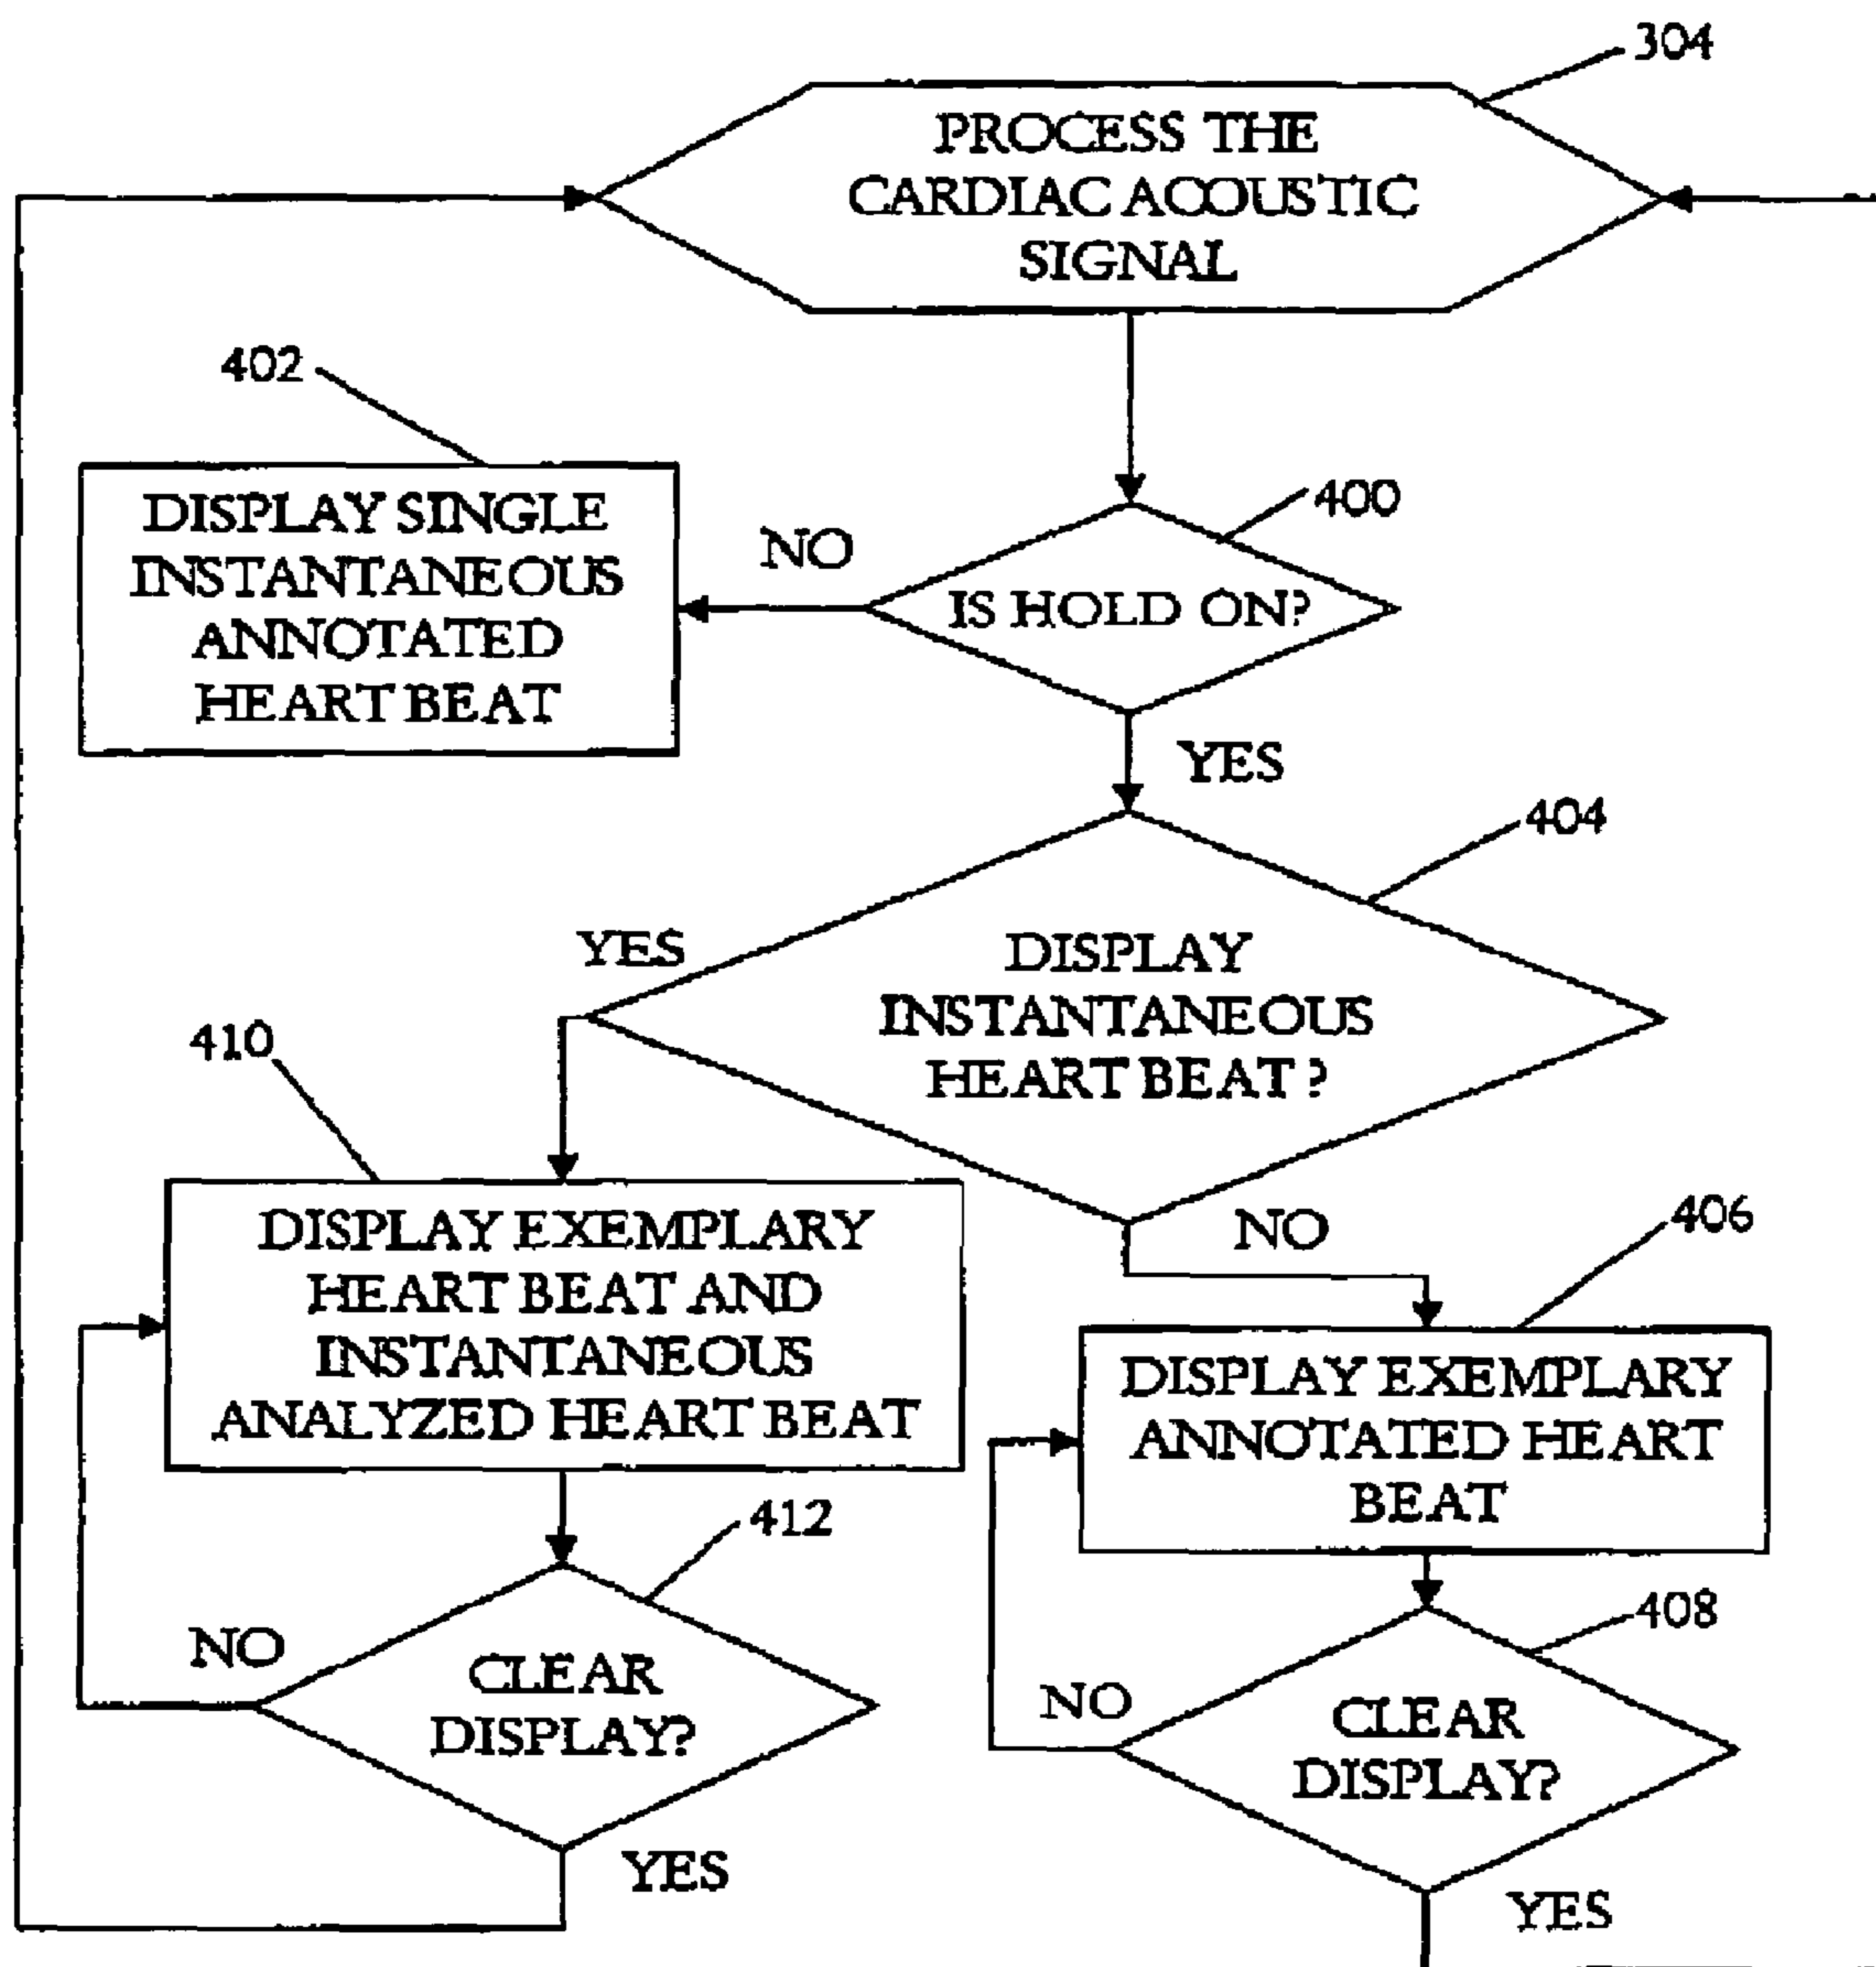 304
PROCESS THE
CARDIAC ACOUSTIC
SIGNAL
402
DISPLAY SINGLE
INSTANTANEOUS
ANNOTATED
HEART BEAT
NO
400
IS HOLD ON?
YES
404
YES
DISPLAY
INSTANTANEOUS
HEART BEAT ?
410
NO
406
DISPLAY EXEMPLARY
HEART BEAT AND
INSTANTANEOUS
ANALYZED HEART BEAT
DISPLAY EXEMPLARY
ANNOTATED HEART
BEAT
412
NO
CLEAR
DISPLAY?
YES
408
NO
CLEAR
DISPLAY?
YES